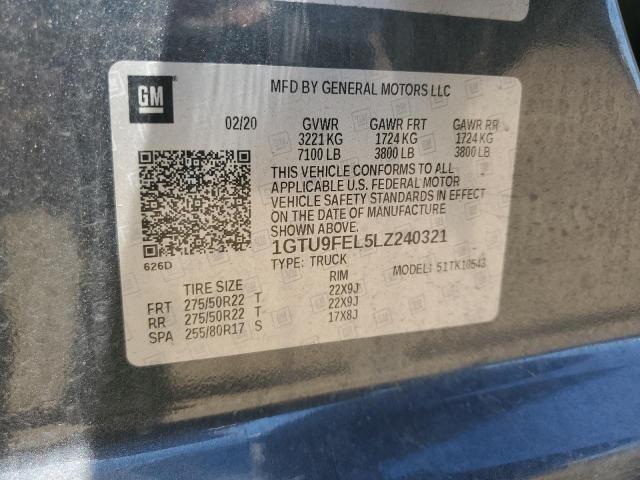 GM
MFD BY GENERAL MOTORS LLC
02/20 GVWR GAWR FRT GAWR RR
3221 KG 1724 KG 1724 KG
7100 LB 3800 LB 3800 LB
THIS VEHICLE CONFORMS TO ALL
APPLICABLE U.S. FEDERAL MOTOR
VEHICLE SAFETY STANDARDS IN EFFECT
ON THE DATE OF MANUFACTURE
SHOWN ABOVE.
1GTU9FEL5LZ240321
626D
TYPE: TRUCK MODEL: 51TK10543
TIRE SIZE RIM
FRT 275/50R22 T 22X9J
RR 275/50R22 T 22X9J
SPA 255/80R17 S 17X8J